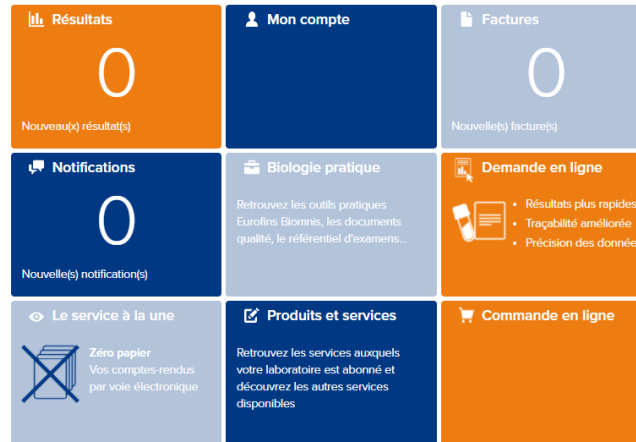 Résultats
0
Nouveau(x) résultat(s)
Mon compte
Factures
0
Nouvelle(s) facture(s)
Notifications
0
Nouvelle(s) notification(s)
Biologie pratique
Retrouvez les outils pratiques
Eurofins Biomnis, les documents
qualité, le référentiel d'examens...
Demande en ligne
• Résultats plus rapides
• Traçabilité améliorée
• Précision des donnée
Le service à la une
Zéro papier
Vos comptes-rendus
par voie électronique
Produits et services
Retrouvez les services auxquels
votre laboratoire est abonné et
découvrez les autres services
disponibles
Commande en ligne